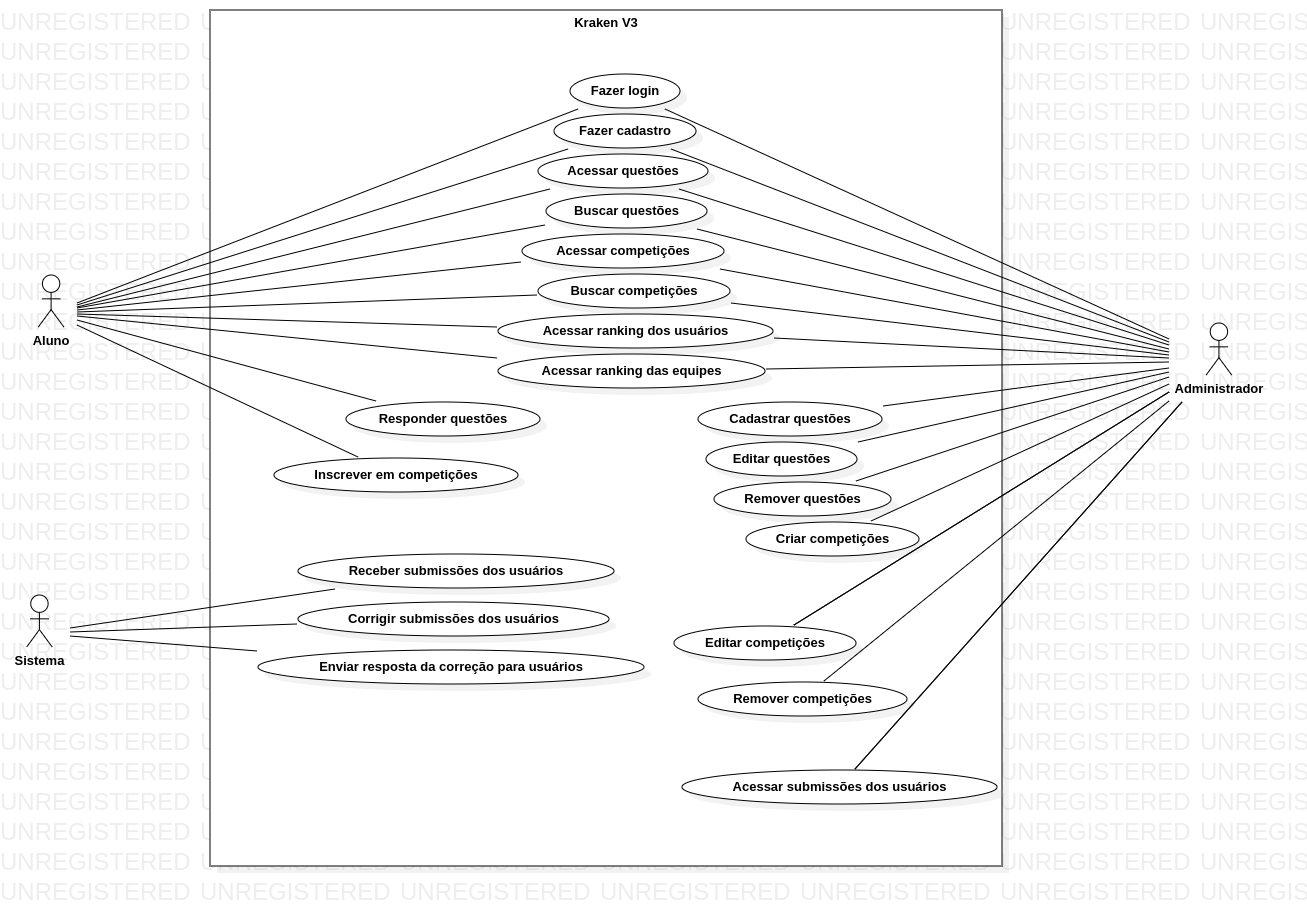 Kraken V3
Fazer login
Fazer cadastro
Acessar questões
Buscar questões
Acessar competições
Buscar competições
Acessar ranking dos usuários
Acessar ranking das equipes
Aluno
Administrador
Responder questões
Cadastrar questões
Editar questões
Inscrever em competições
Remover questões
Criar competições
Receber submissões dos usuários
Corrigir submissões dos usuários
Editar competições
Sistema
Enviar resposta da correção para usuários
Remover competições
Acessar submissões dos usuários
UNREGISTERED UNREGISTERED UNREGISTERED UNREGISTERED UNREGISTERED UNREGISTERED UNREGIS